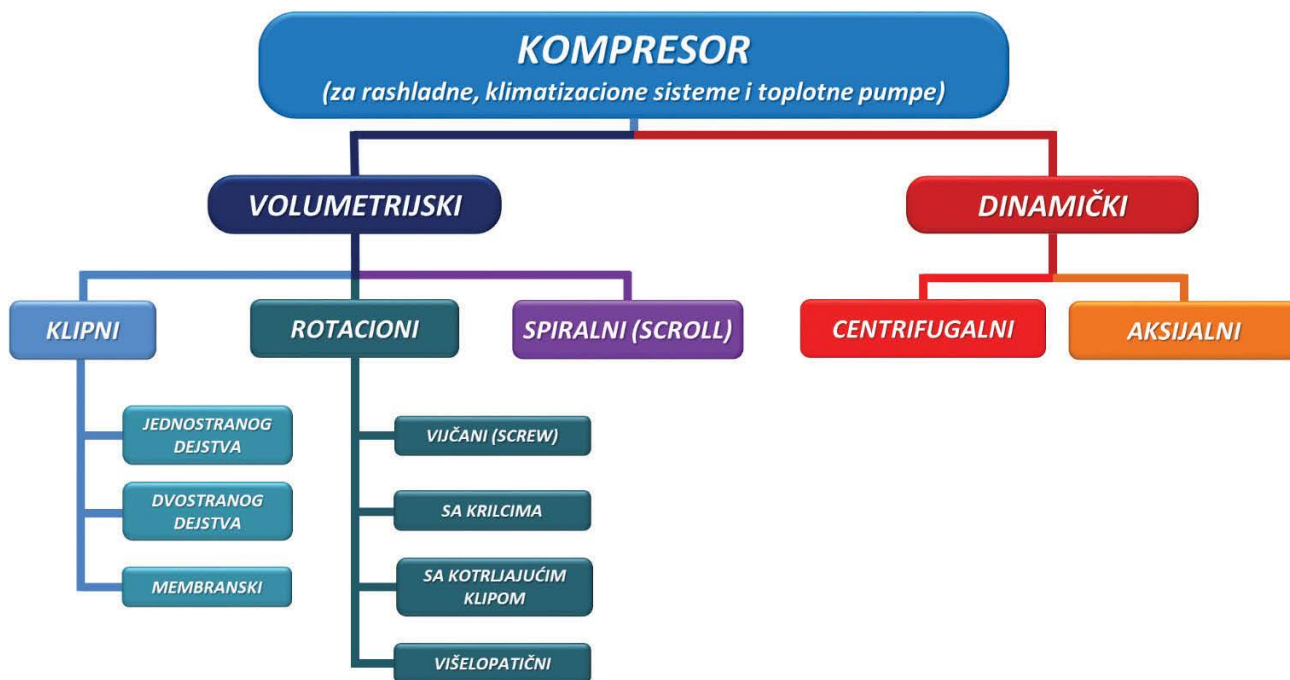 KOMPRESOR
(za rashladne, klimatizacione sisteme i toplotne pumpe)
VOLUMETRIJSKI
DINAMIČKI
KLIPNI
ROTACIONI
SPIRALNI (SCROLL)
CENTRIFUGALNI
AKSIJALNI
JEDNOSTRANOG
DEJSTVA
DVOSTRANOG
DEJSTVA
MEMBRANSKI
VIJČANI (SCREW)
SA KRILCIMA
SA KOTRLJAJUĆIM
KLIPOM
VIŠELOPATIČNI